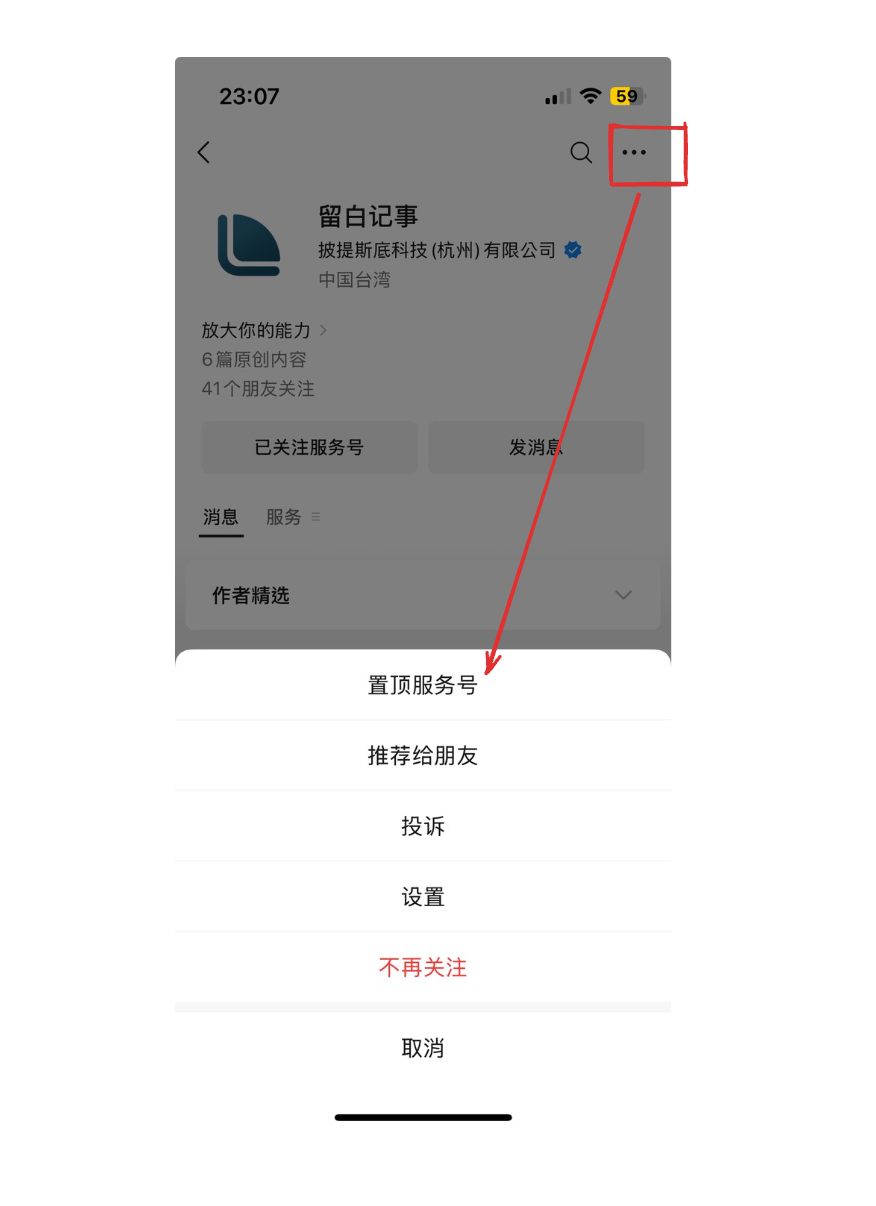 23:07
59
留白记事
披提斯底科技(杭州)有限公司
中国台湾
放大你的能力
6篇原创内容
41个朋友关注
已关注服务号
发消息
消息
服务
作者精选
置顶服务号
推荐给朋友
投诉
设置
不再关注
取消